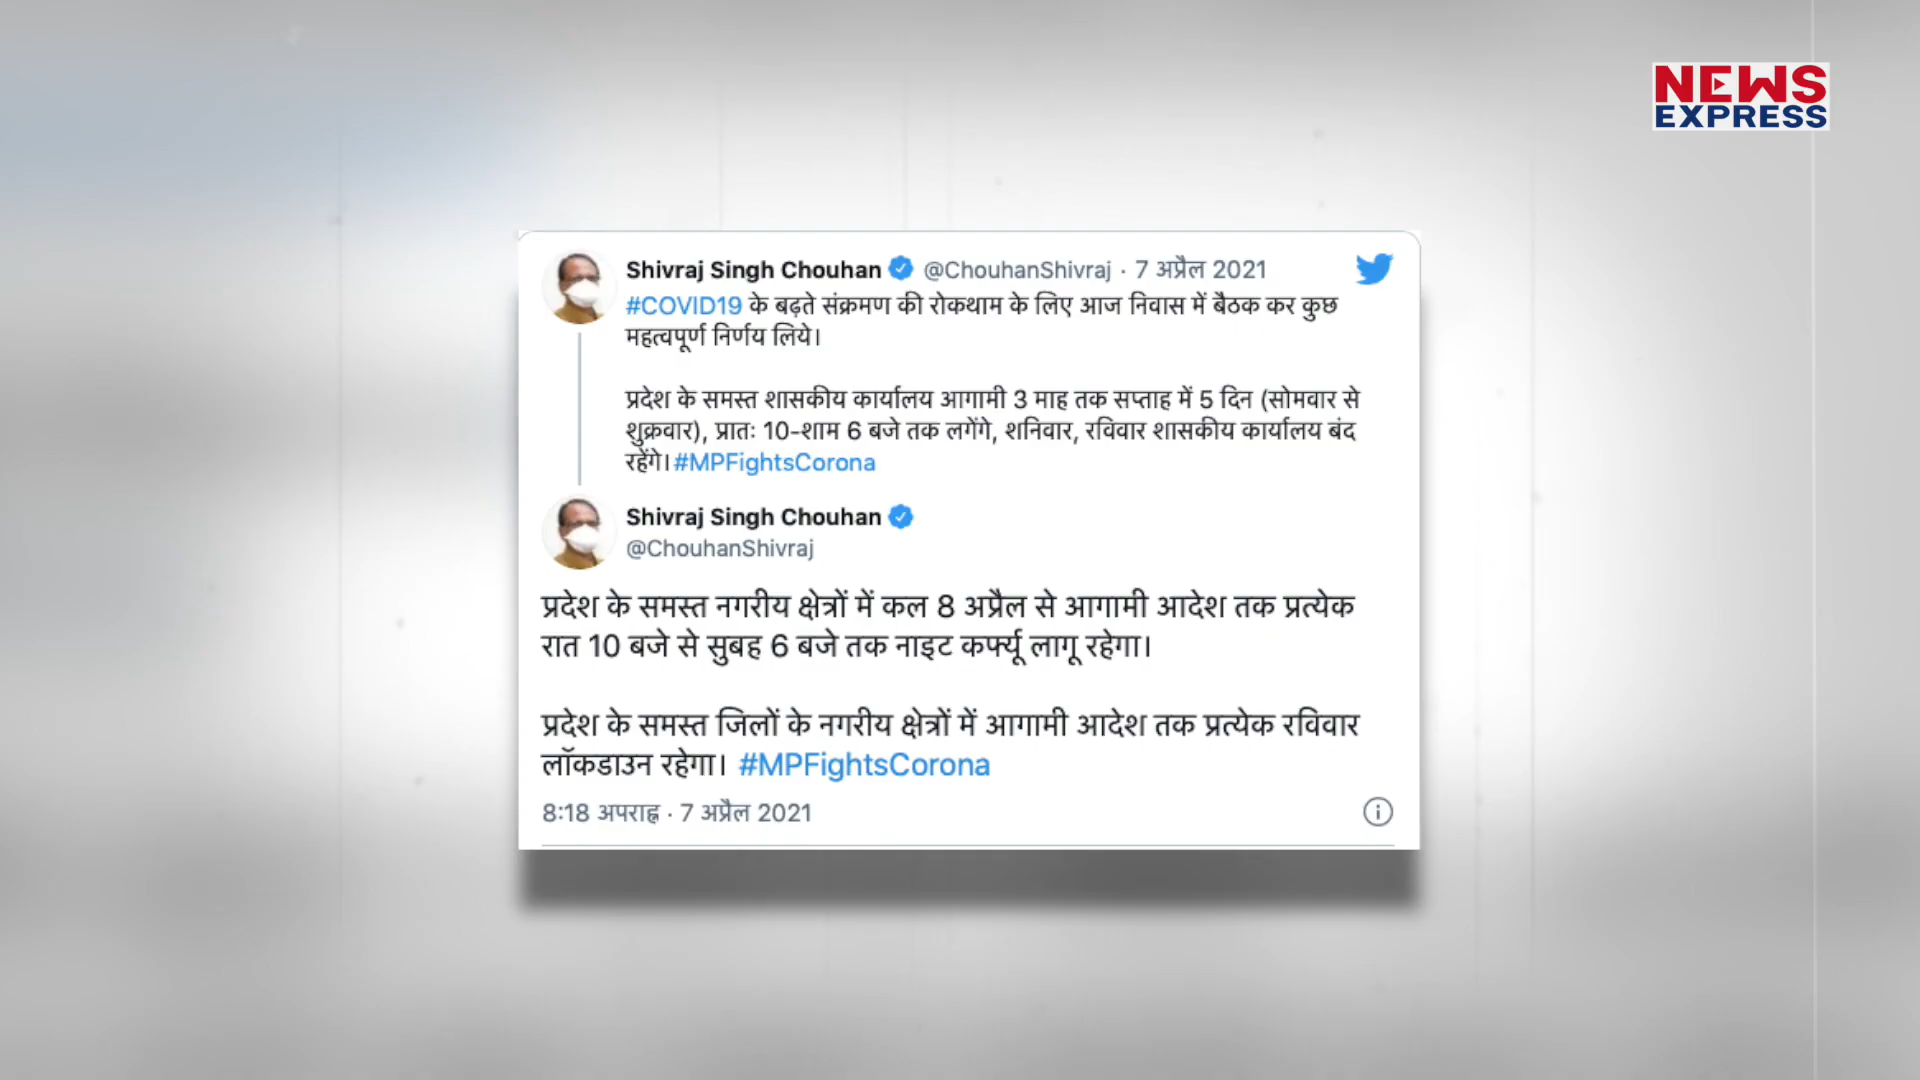 NEWS
EXPRESS
Shivraj Singh Chouhan @ChouhanShivraj · 7 अप्रैल 2021
#COVID19 के बढ़ते संक्रमण की रोकथाम के लिए आज निवास में बैठक कर कुछ
महत्वपूर्ण निर्णय लिये।
प्रदेश के समस्त शासकीय कार्यालय आगामी 3 माह तक सप्ताह में 5 दिन (सोमवार से
शुक्रवार), प्रातः 10-शाम 6 बजे तक लगेंगे, शनिवार, रविवार शासकीय कार्यालय बंद
रहेंगे। #MPFightsCorona
Shivraj Singh Chouhan
@ChouhanShivraj
प्रदेश के समस्त नगरीय क्षेत्रों में कल 8 अप्रैल से आगामी आदेश तक प्रत्येक
रात 10 बजे से सुबह 6 बजे तक नाइट कर्फ्यू लागू रहेगा।
प्रदेश के समस्त जिलों के नगरीय क्षेत्रों में आगामी आदेश तक प्रत्येक रविवार
लॉकडाउन रहेगा। #MPFightsCorona
8:18 अपराह्न · 7 अप्रैल 2021